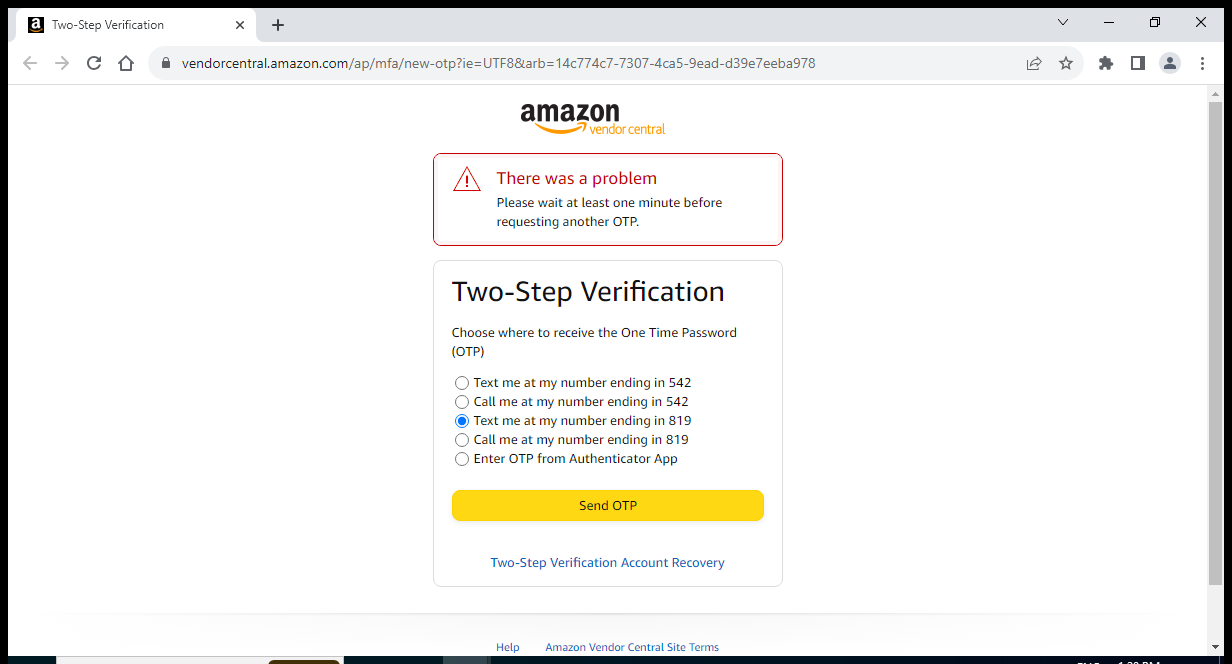 Two-Step Verification
vendorcentral.amazon.com/ap/mfa/new-otp?ie=UTF8&arb=14c774c7-7307-4ca5-9ead-d39e7eeba978
amazon
vendor central
There was a problem
Please wait at least one minute before
requesting another OTP.
Two-Step Verification
Choose where to receive the One Time Password
(OTP)
Text me at my number ending in 542
Call me at my number ending in 542
Text me at my number ending in 819
Call me at my number ending in 819
Enter OTP from Authenticator App
Send OTP
Two-Step Verification Account Recovery
Help Amazon Vendor Central Site Terms